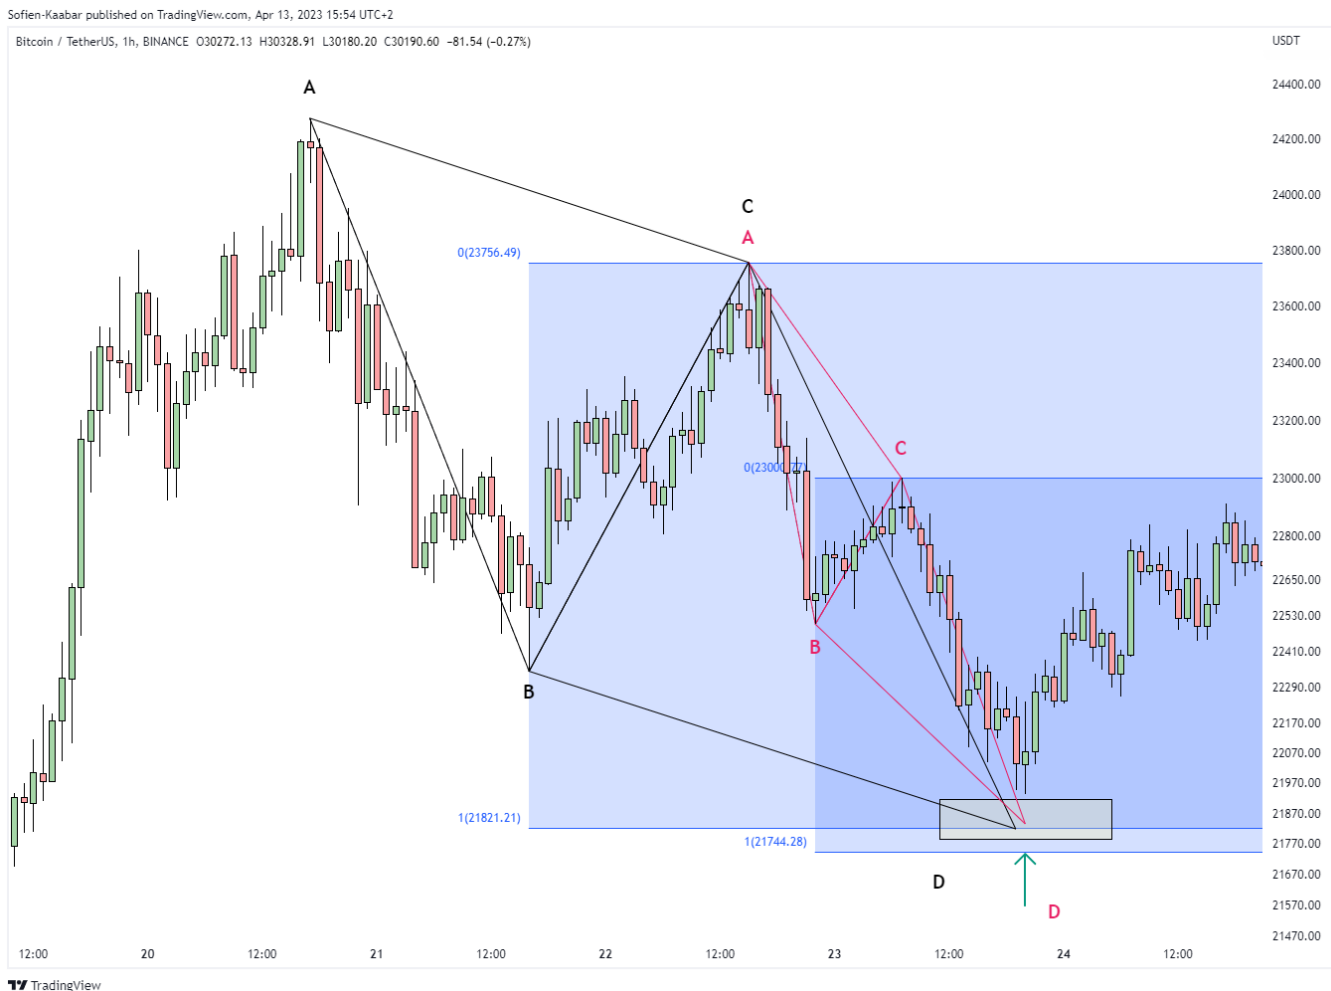 Sofien-Kaabar published on TradingView.com, Apr 13, 2023 15:54 UTC+2
Bitcoin / TetherUS, 1h, BINANCE O30272.13 H30328.91 L30180.20 C30190.60 −81.54 (−0.27%)
USDT
24400.00
A
24200.00
24000.00
C
A
0(23756.49)
23800.00
23600.00
23400.00
23200.00
C
0(23000.77)
23000.00
22800.00
22650.00
22530.00
B
22410.00
B
22290.00
22170.00
22070.00
21970.00
1(21821.21)
21870.00
1(21744.28)
21770.00
D
21670.00
D
21570.00
21470.00
12:00 20 12:00 21 12:00 22 12:00 23 12:00 24 12:00
TradingView